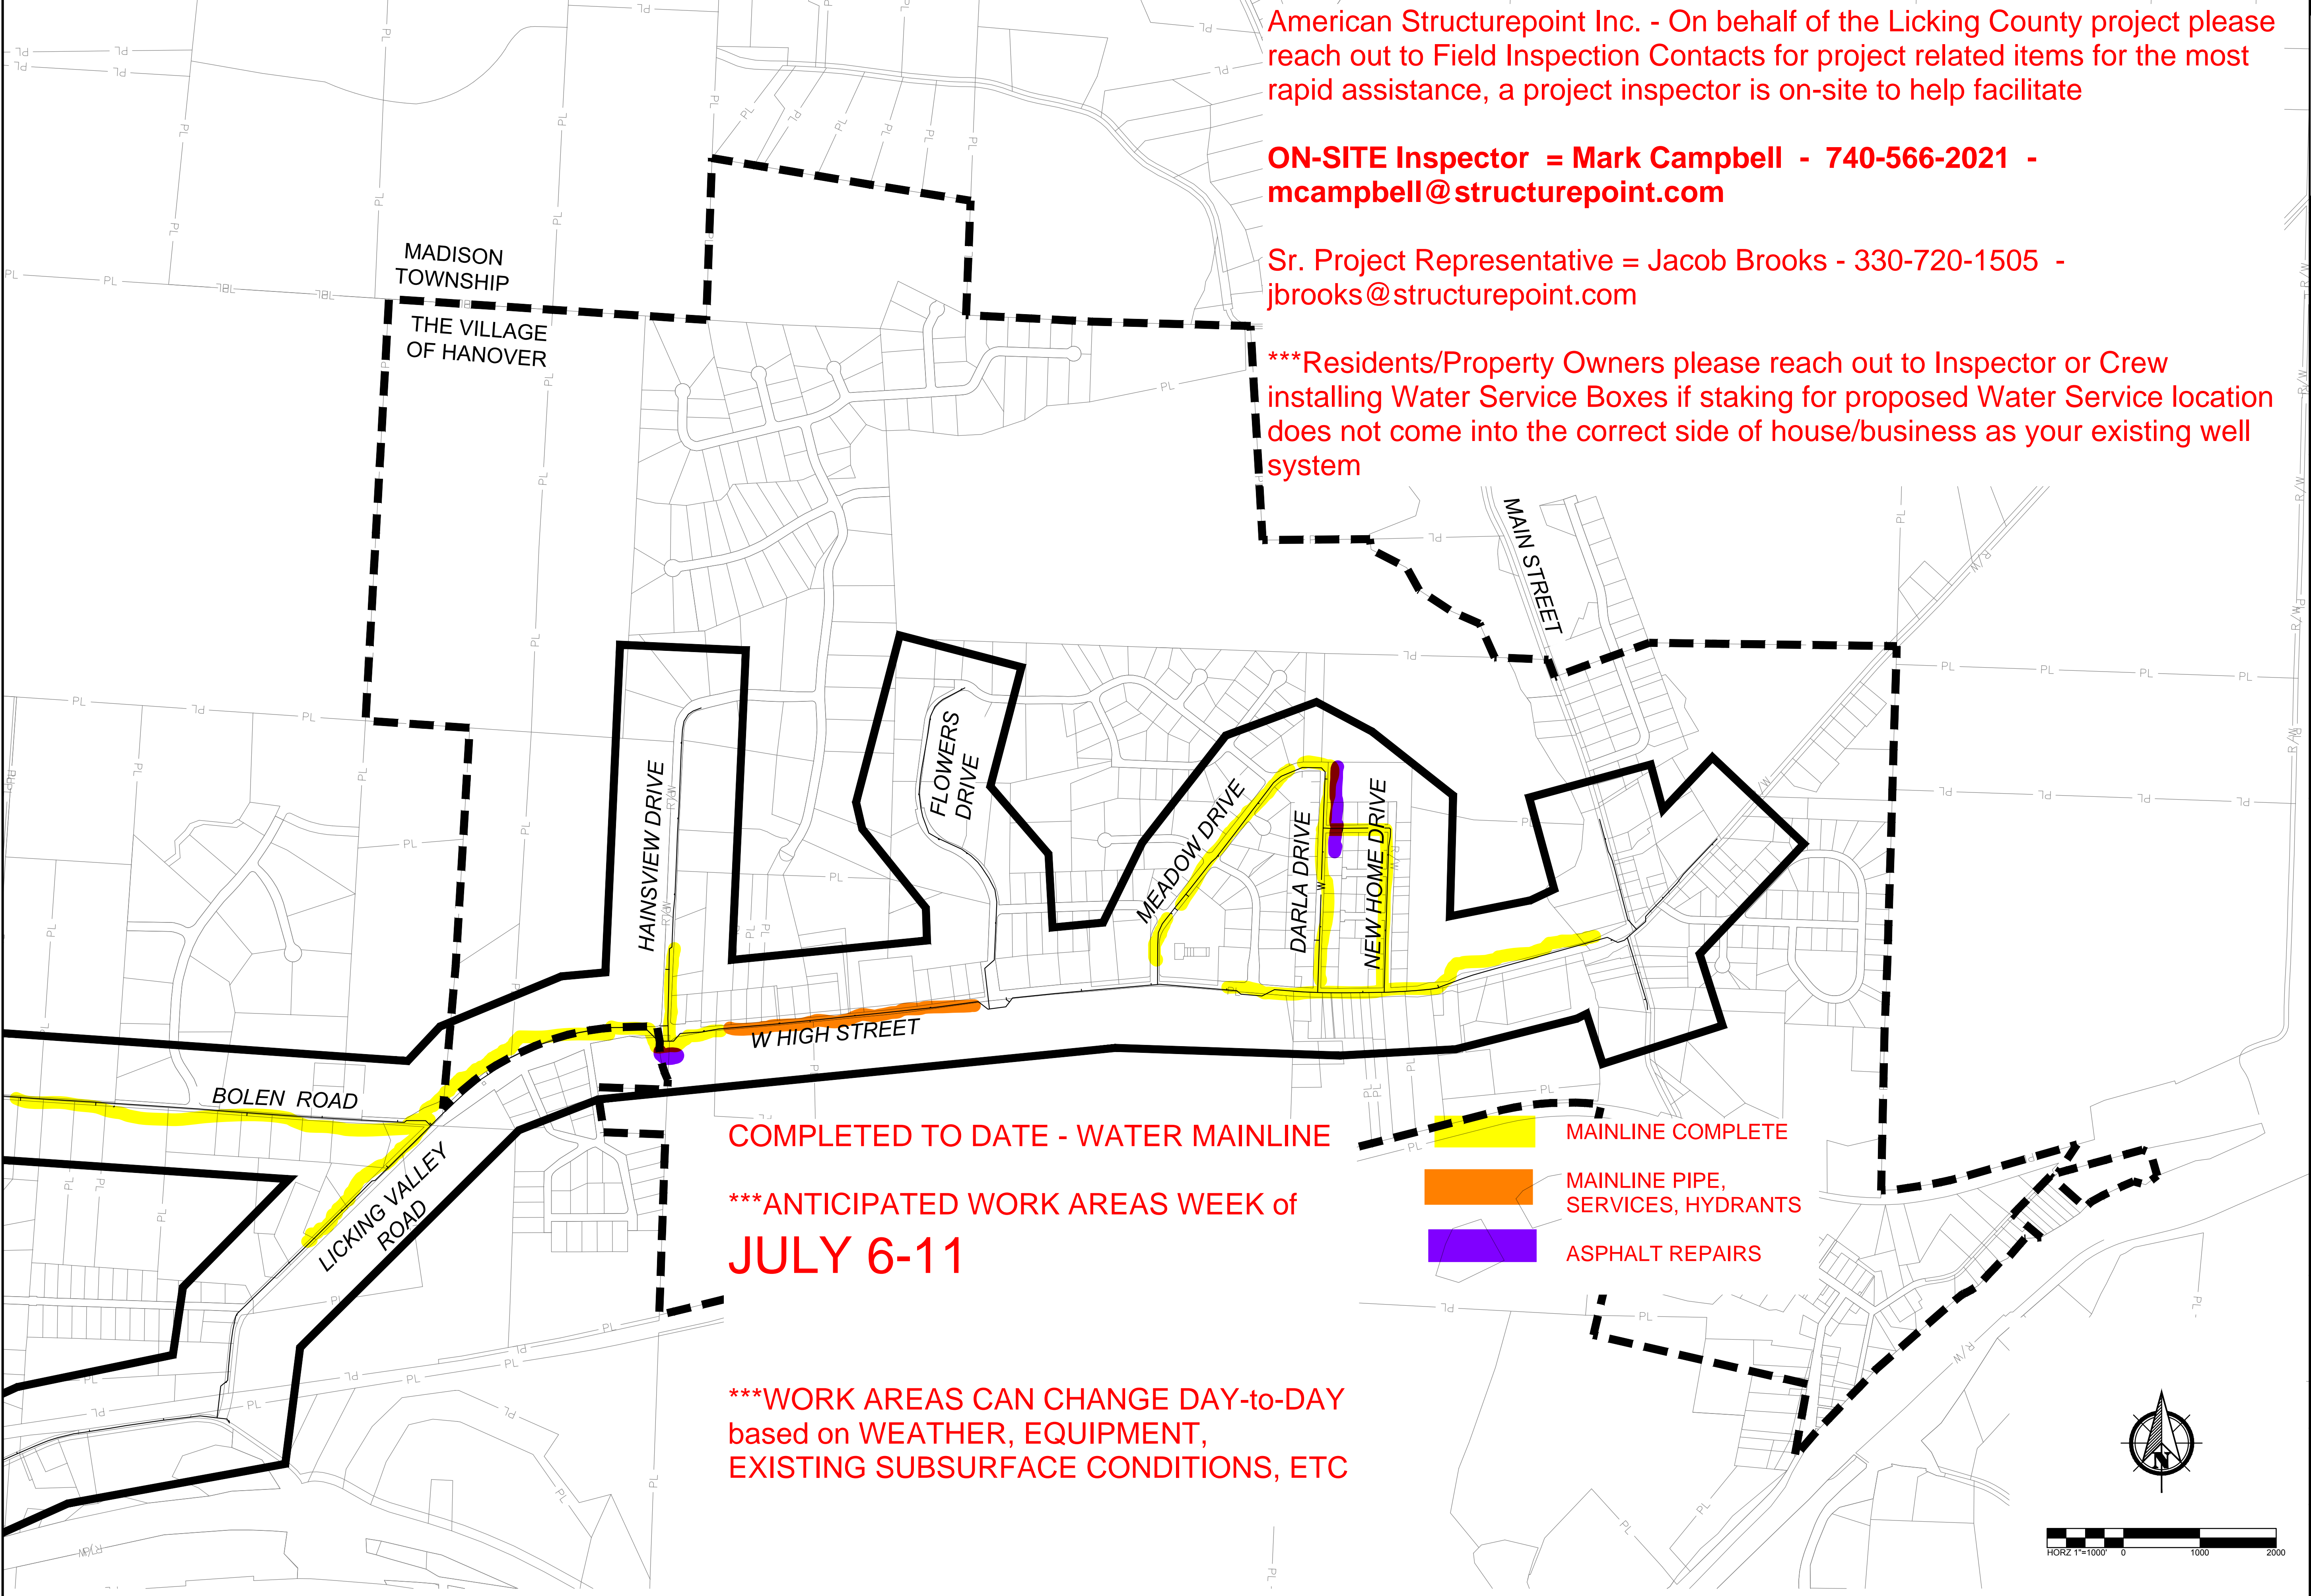 American Structurepoint Inc. - On behalf of the Licking County project please
reach out to Field Inspection Contacts for project related items for the most
rapid assistance, a project inspector is on-site to help facilitate
ON-SITE Inspector = Mark Campbell - 740-566-2021 -
mcampbell@structurepoint.com
Sr. Project Representative = Jacob Brooks - 330-720-1505 -
jbrooks@structurepoint.com
***Residents/Property Owners please reach out to Inspector or Crew
installing Water Service Boxes if staking for proposed Water Service location
does not come into the correct side of house/business as your existing well
system
MADISON
TOWNSHIP
THE VILLAGE
OF HANOVER
MAIN STREET
HAINSVIEW DRIVE
FLOWERS
DRIVE
MEADOW DRIVE
DARLA DRIVE
NEW HOME DRIVE
W HIGH STREET
BOLEN ROAD
LICKING VALLEY
ROAD
COMPLETED TO DATE - WATER MAINLINE
***ANTICIPATED WORK AREAS WEEK of
JULY 6-11
MAINLINE COMPLETE
MAINLINE PIPE,
SERVICES, HYDRANTS
ASPHALT REPAIRS
***WORK AREAS CAN CHANGE DAY-to-DAY
based on WEATHER, EQUIPMENT,
EXISTING SUBSURFACE CONDITIONS, ETC
N
HORZ 1"=1000' 0 1000 2000